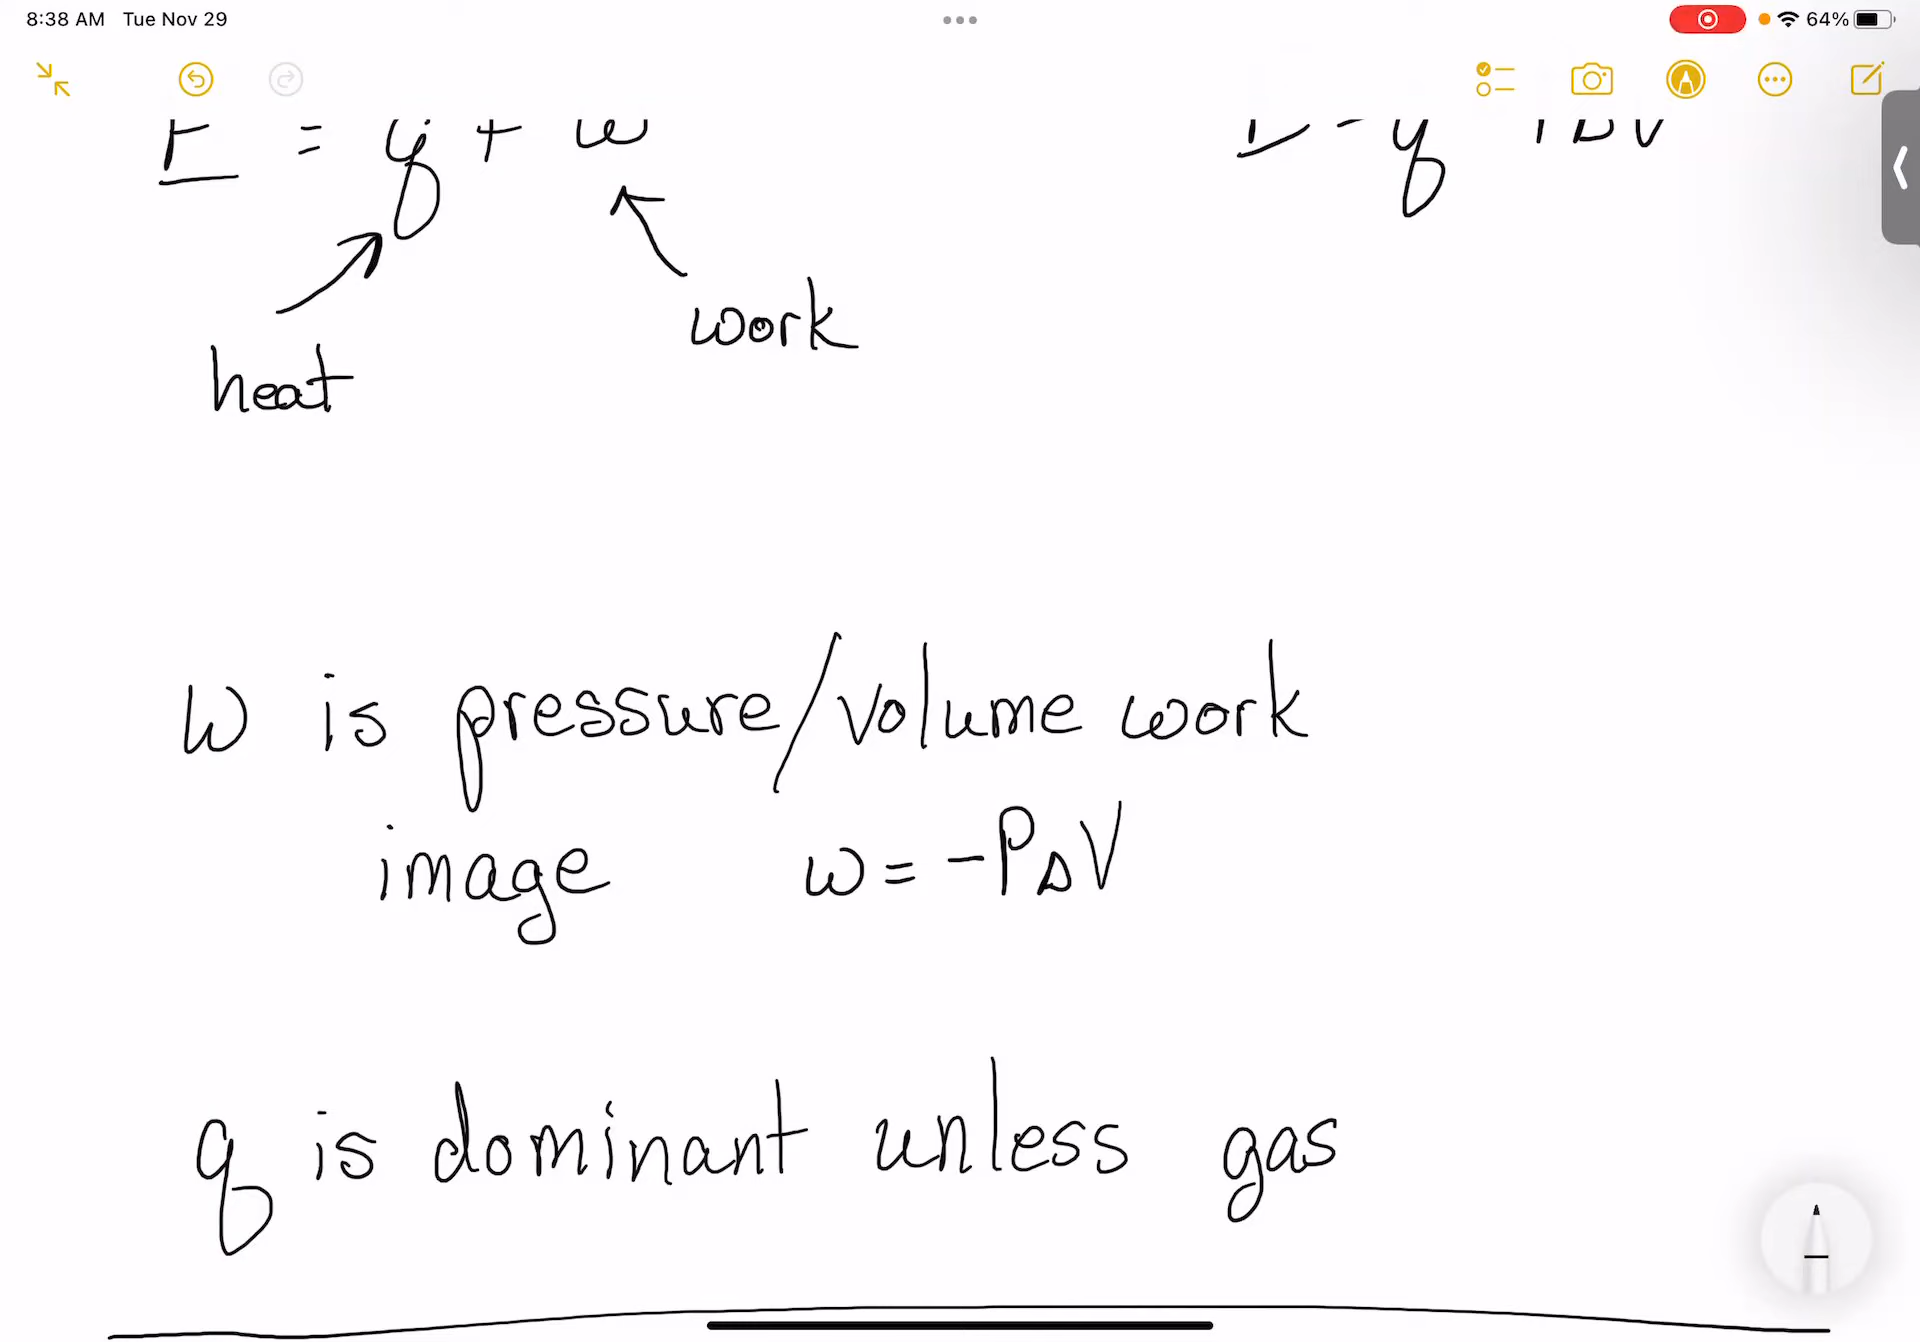 8:38 AM Tue Nov 29
64%
E = q + w
E = q PΔV
work
heat
w is pressure/volume work
image w = -PΔV
q is dominant unless gas